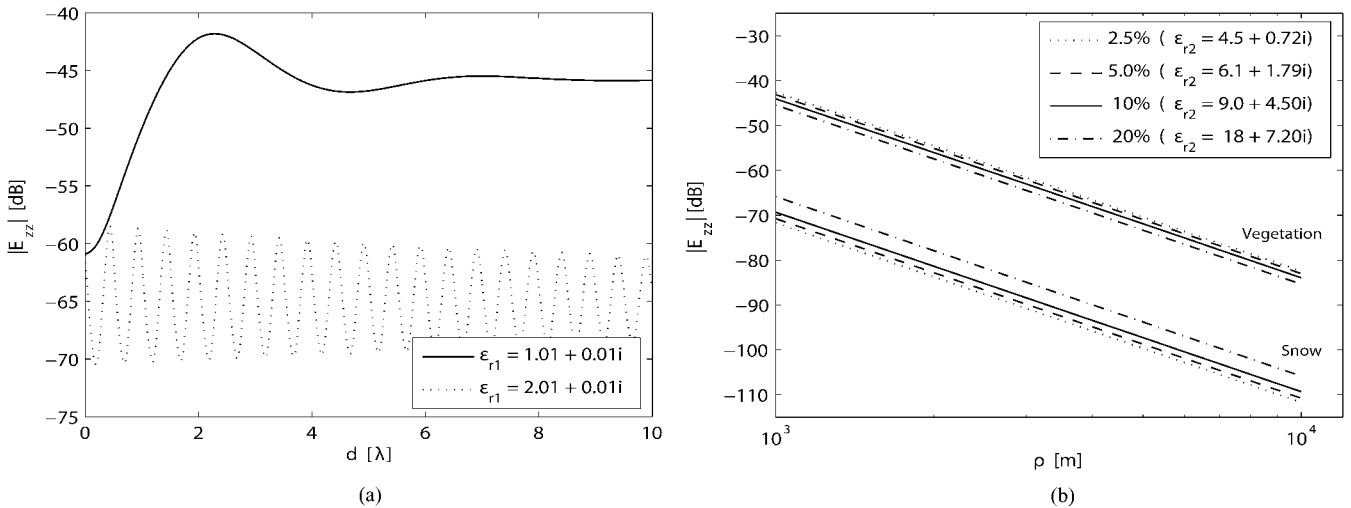 −40
−45
−50
−55
−60
−65
−70
−75
|E_zz| [dB]
0
2
4
6
8
10
d [λ]
ε_r1 = 1.01 + 0.01i
ε_r1 = 2.01 + 0.01i
(a)
−30
−40
−50
−60
−70
−80
−90
−100
−110
|E_zz| [dB]
2.5% ( ε_r2 = 4.5 + 0.72i)
5.0% ( ε_r2 = 6.1 + 1.79i)
10% ( ε_r2 = 9.0 + 4.50i)
20% ( ε_r2 = 18 + 7.20i)
Vegetation
Snow
10^3
10^4
ρ [m]
(b)